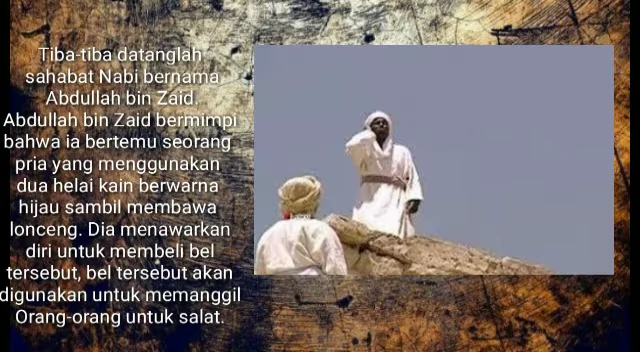 Tiba-tiba datanglah
sahabat Nabi bernama
Abdullah bin Zaid.
Abdullah bin Zaid bermimpi
bahwa ia bertemu seorang
pria yang menggunakan
dua helai kain berwarna
hijau sambil membawa
lonceng. Dia menawarkan
diri untuk membeli bel
tersebut, bel tersebut akan
digunakan untuk memanggil
Orang-orang untuk salat.